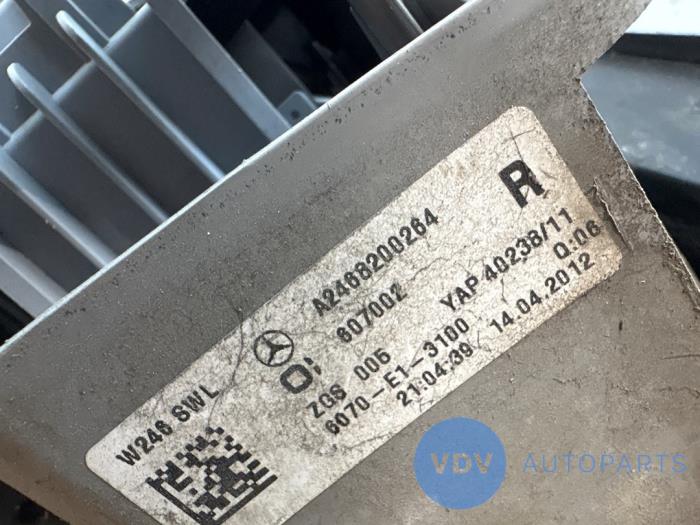 W246 SWL
A2468200264 R
O: 607002
ZGS 005 YAP 40238/11
6070-E1-3100 Q:06
21:04:39/ 14.04.2012
VDV AUTOPARTS